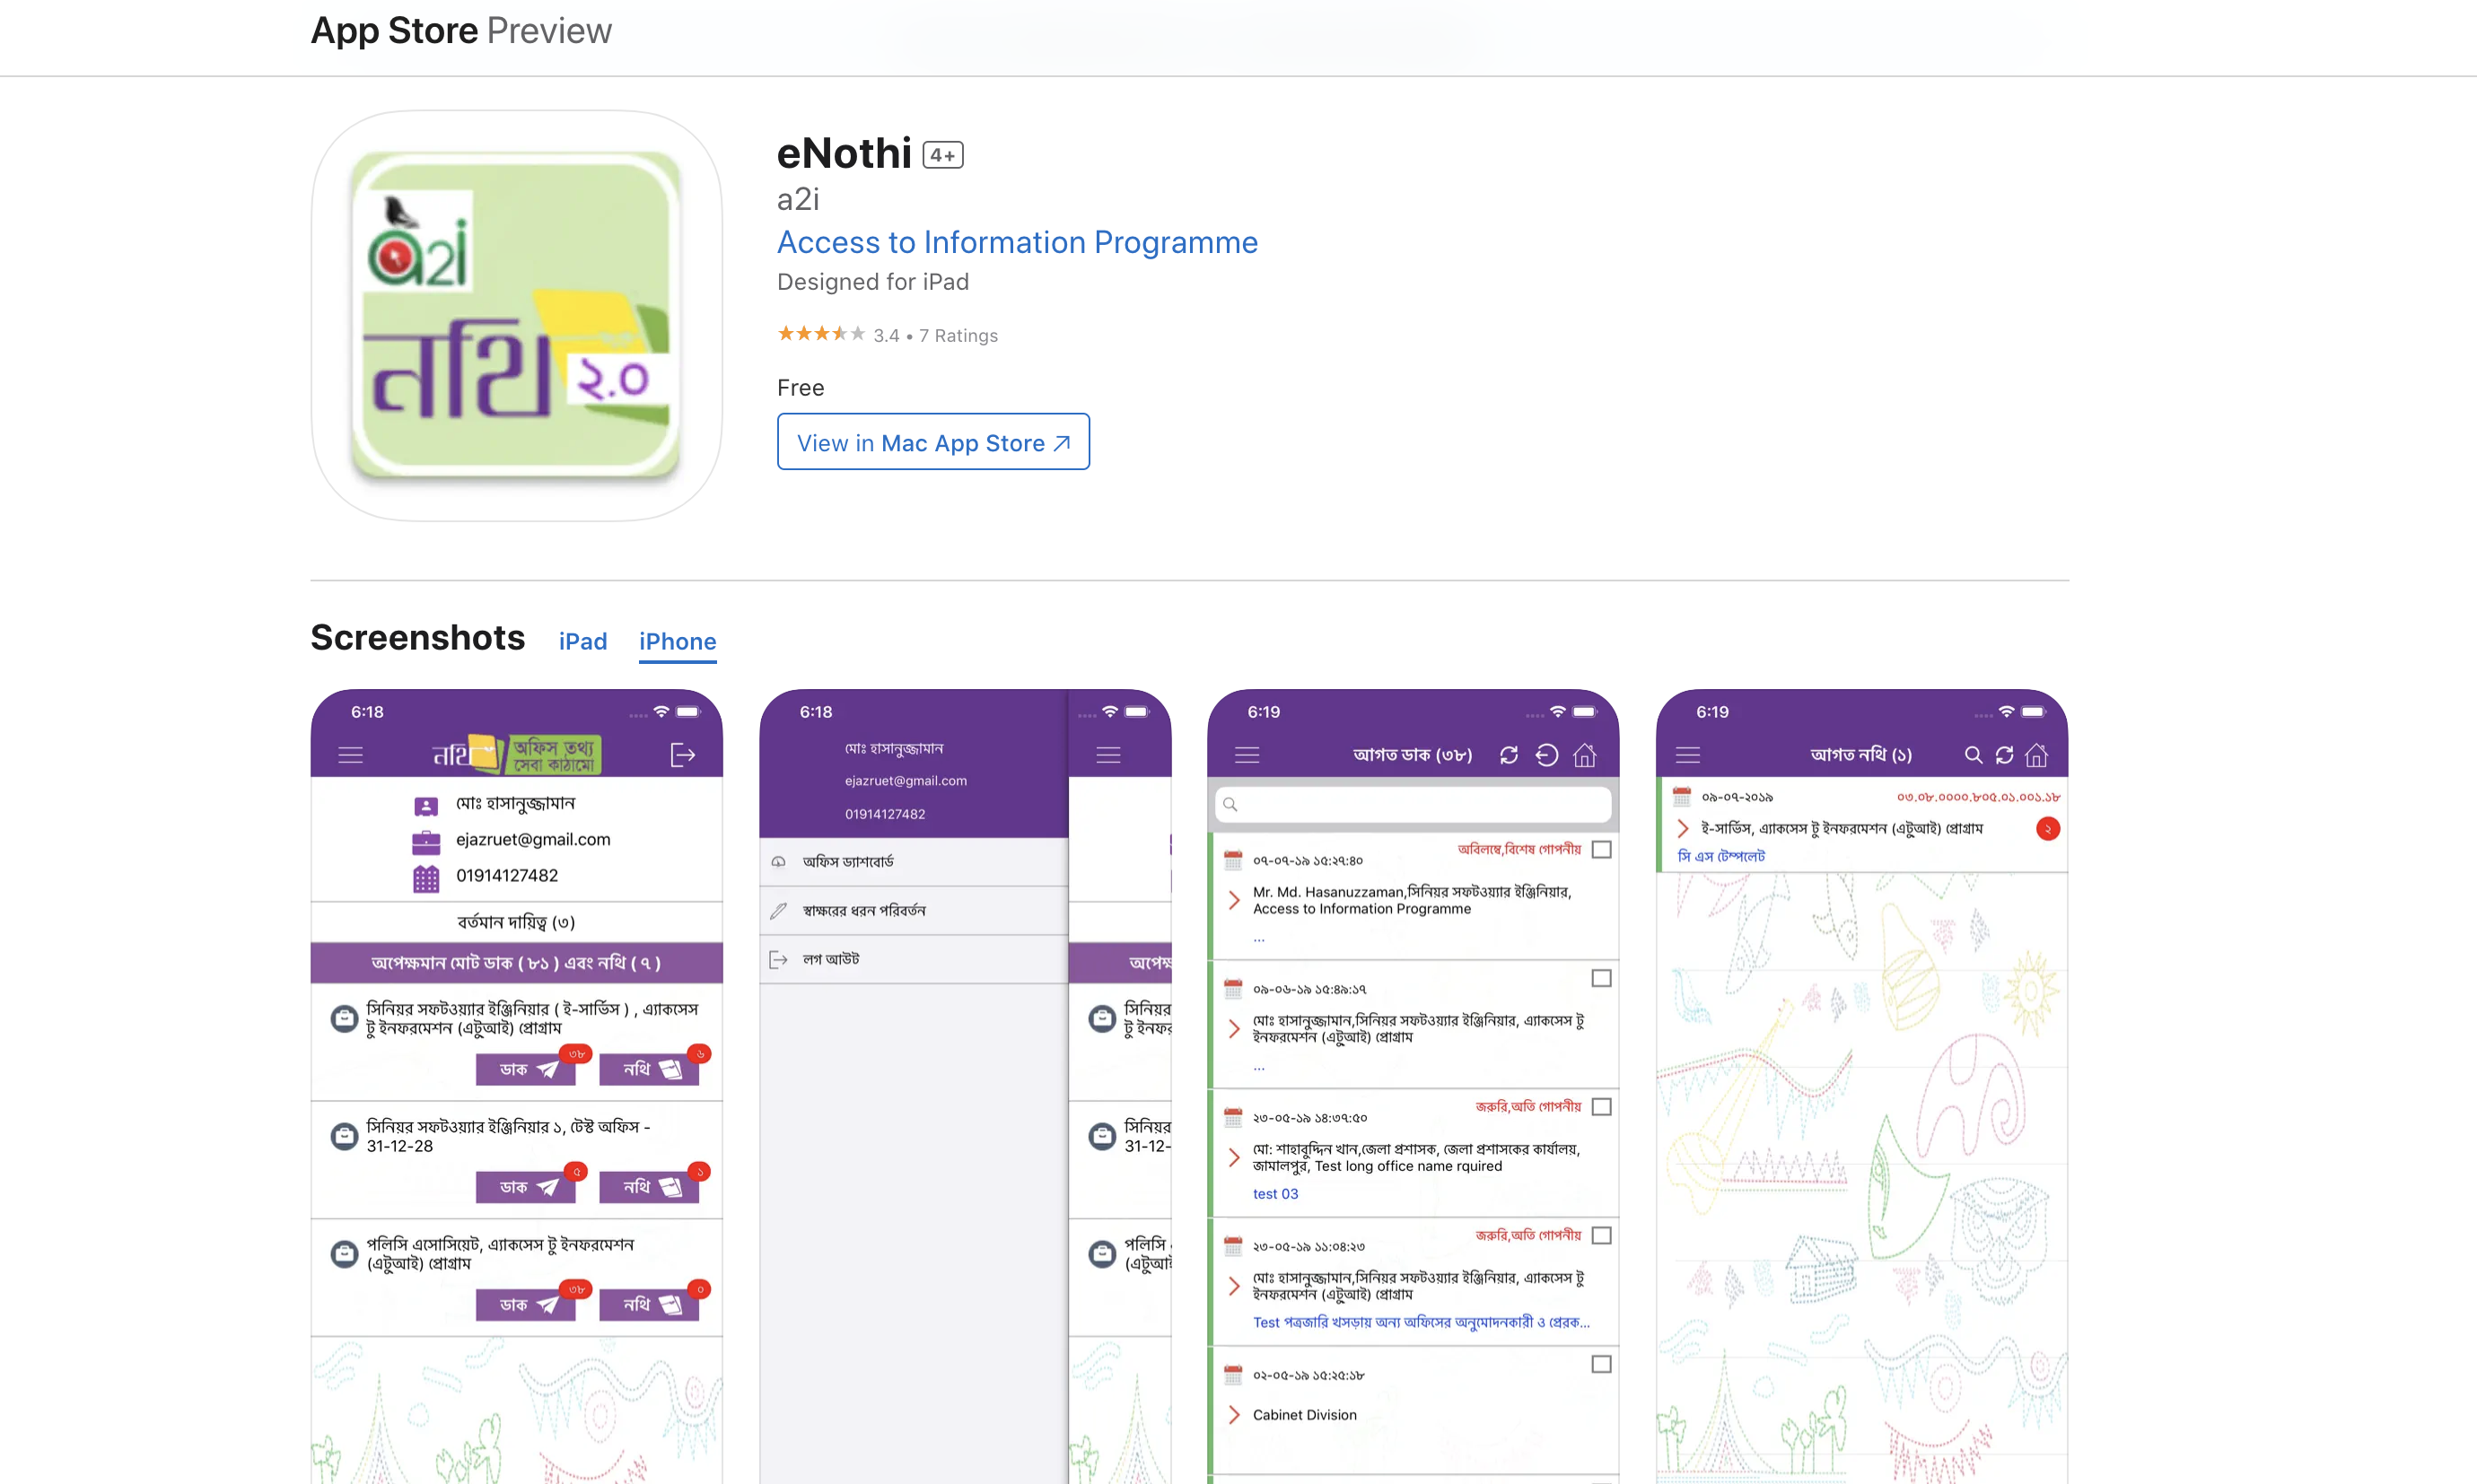 App Store Preview
a2i
নথি
২.০
eNothi 4+
a2i
Access to Information Programme
Designed for iPad
3.4 • 7 Ratings
Free
View in Mac App Store
Screenshots iPad iPhone
6:18
নথি অফিস তথ্য
সেবা কাঠামো
মোঃ হাসানুজ্জামান
ejazruet@gmail.com
01914127482
বর্তমান দায়িত্ব (৩)
অপেক্ষমান মোট ডাক ( ৮১ ) এবং নথি ( ৭ )
সিনিয়র সফটওয়্যার ইঞ্জিনিয়ার ( ই-সার্ভিস ) , এ্যাকসেস
টু ইনফরমেশন (এটুআই) প্রোগ্রাম
ডাক ৩৮ নথি ৬
সিনিয়র সফটওয়্যার ইঞ্জিনিয়ার ১, টেস্ট অফিস -
31-12-28
ডাক ৫ নথি ১
পলিসি এসোসিয়েট, এ্যাকসেস টু ইনফরমেশন
(এটুআই) প্রোগ্রাম
ডাক ৩৮ নথি ০
6:18
মোঃ হাসানুজ্জামান
ejazruet@gmail.com
01914127482
অফিস ড্যাশবোর্ড
স্বাক্ষরের ধরন পরিবর্তন
লগ আউট
অপেক্ষ
সিনিয়র
টু ইনফর
সিনিয়র
31-12-
পলিসি
(এটুআই
6:19
আগত ডাক (৩৮)
০৭-০৭-১৯ ১৫:২৭:৪০ অবিলম্বে,বিশেষ গোপনীয়
Mr. Md. Hasanuzzaman,সিনিয়র সফটওয়্যার ইঞ্জিনিয়ার,
Access to Information Programme
...
০৯-০৬-১৯ ১৫:৪৯:১৭
মোঃ হাসানুজ্জামান,সিনিয়র সফটওয়্যার ইঞ্জিনিয়ার, এ্যাকসেস টু
ইনফরমেশন (এটুআই) প্রোগ্রাম
...
২৩-০৫-১৯ ১৪:৩৭:৫০ জরুরি,অতি গোপনীয়
মো: শাহাবুদ্দিন খান,জেলা প্রশাসক, জেলা প্রশাসকের কার্যালয়,
জামালপুর, Test long office name rquired
test 03
২৩-০৫-১৯ ১১:০৪:২৩ জরুরি,অতি গোপনীয়
মোঃ হাসানুজ্জামান,সিনিয়র সফটওয়্যার ইঞ্জিনিয়ার, এ্যাকসেস টু
ইনফরমেশন (এটুআই) প্রোগ্রাম
Test পত্রজারি খসড়ায় অন্য অফিসের অনুমোদনকারী ও প্রেরক...
০২-০৫-১৯ ১৫:২৫:১৮
Cabinet Division
6:19
আগত নথি (১)
০৯-০৭-২০১৯ ০৩.০৮.০০০০.৮০৫.০১.০০১.১৮
ই-সার্ভিস, এ্যাকসেস টু ইনফরমেশন (এটুআই) প্রোগ্রাম ২
সি এস টেম্পলেট